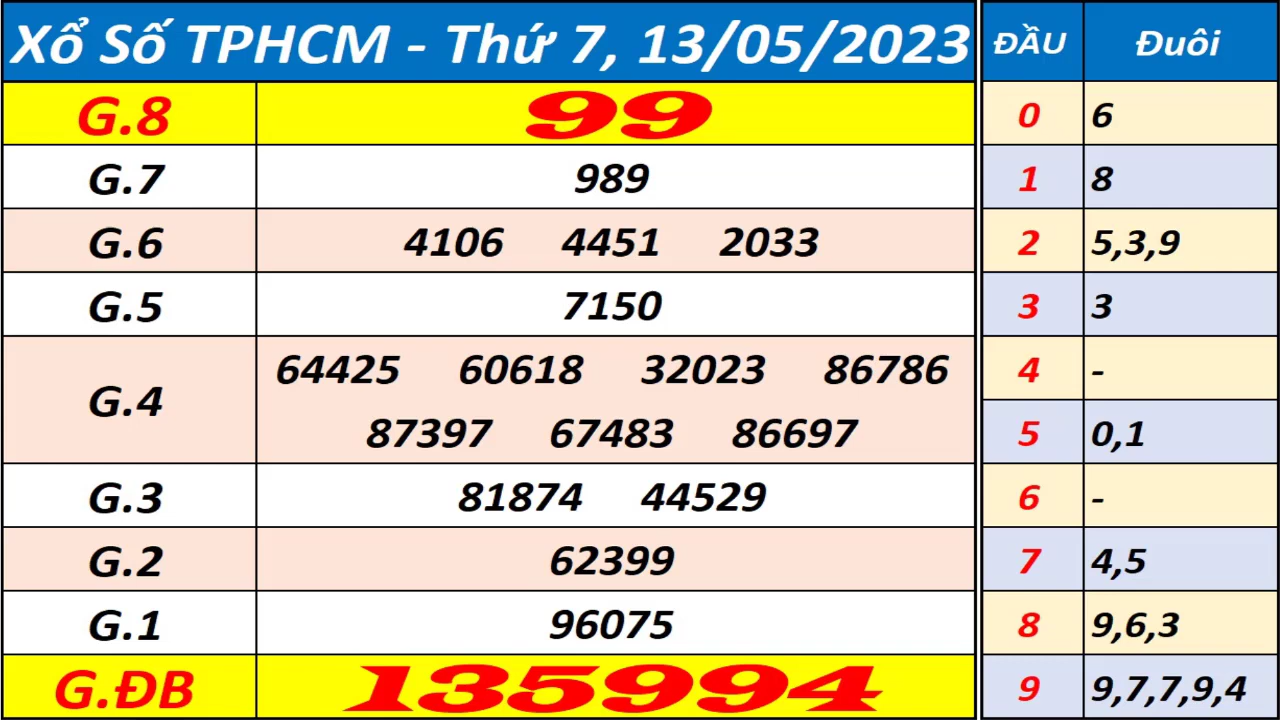 Xổ Số TPHCM - Thứ 7, 13/05/2023 ĐẦU Đuôi
G.8 99 0 6
G.7 989 1 8
G.6 4106 4451 2033 2 5,3,9
G.5 7150 3 3
G.4 64425 60618 32023 86786 4 -
87397 67483 86697 5 0,1
G.3 81874 44529 6 -
G.2 62399 7 4,5
G.1 96075 8 9,6,3
G.ĐB 135994 9 9,7,7,9,4